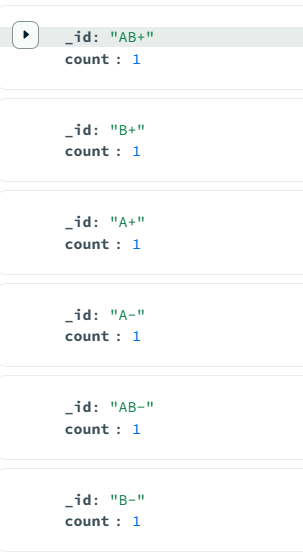 _id: "AB+"
count : 1
_id: "B+"
count : 1
_id: "A+"
count : 1
_id: "A-"
count : 1
_id: "AB-"
count : 1
_id: "B-"
count : 1